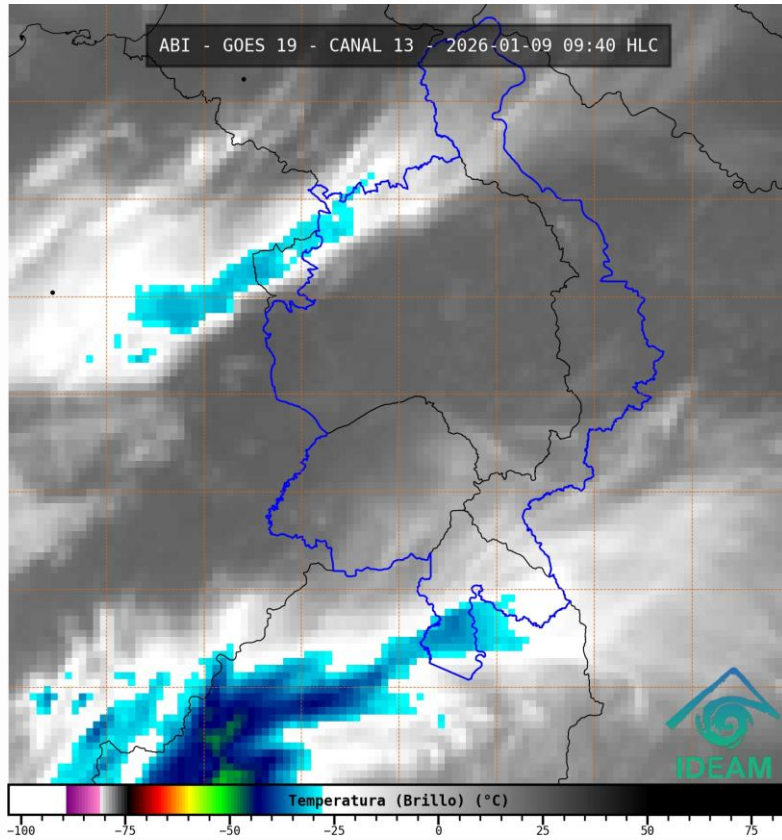 ABI - GOES 19 - CANAL 13 - 2026-01-09 09:40 HLC
IDEAM
Temperatura (Brillo) (°C)
-100 -75 -50 -25 0 25 50 75